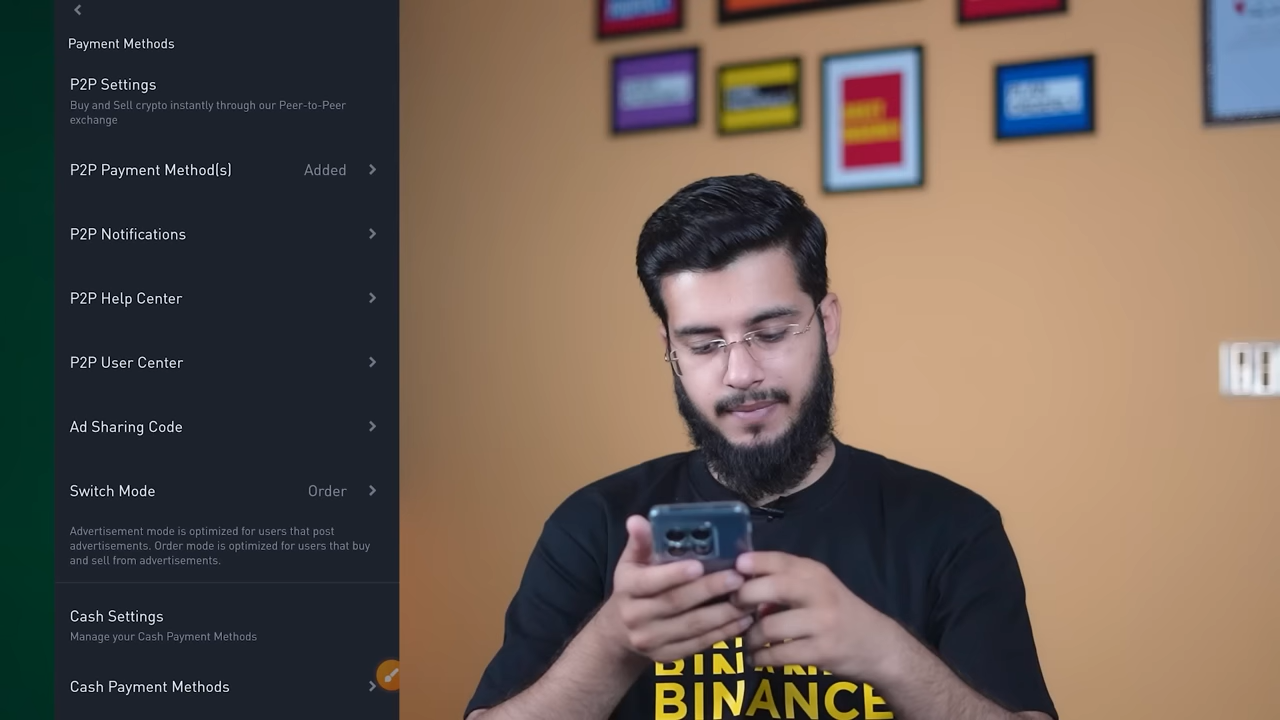 Payment Methods
P2P Settings
Buy and Sell crypto instantly through our Peer-to-Peer
exchange
P2P Payment Method(s)
Added
P2P Notifications
P2P Help Center
P2P User Center
Ad Sharing Code
Switch Mode
Order
Advertisement mode is optimized for users that post
advertisements. Order mode is optimized for users that buy
and sell from advertisements.
Cash Settings
Manage your Cash Payment Methods
Cash Payment Methods
BINANCE